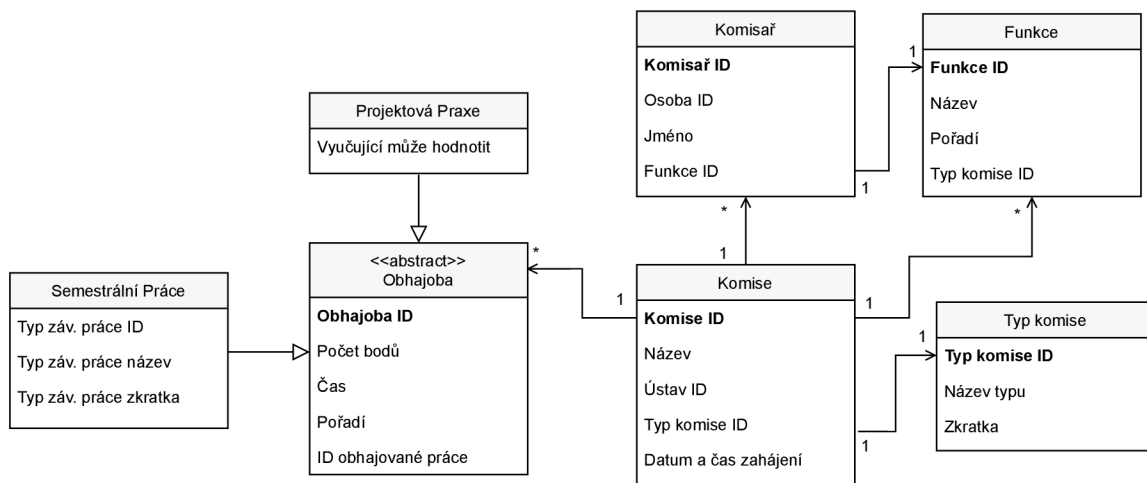 Komisař
Komisař ID
Osoba ID
Jméno
Funkce ID
1
1
Funkce
Funkce ID
Název
Pořadí
Typ komise ID
Projektová Praxe
Vyučující může hodnotit
<<abstract>>
Obhajoba
Obhajoba ID
Počet bodů
Čas
Pořadí
ID obhajované práce
Semestrální Práce
Typ záv. práce ID
Typ záv. práce název
Typ záv. práce zkratka
*
1
*
1
*
1
Komise
Komise ID
Název
Ústav ID
Typ komise ID
Datum a čas zahájení
1
1
Typ komise
Typ komise ID
Název typu
Zkratka